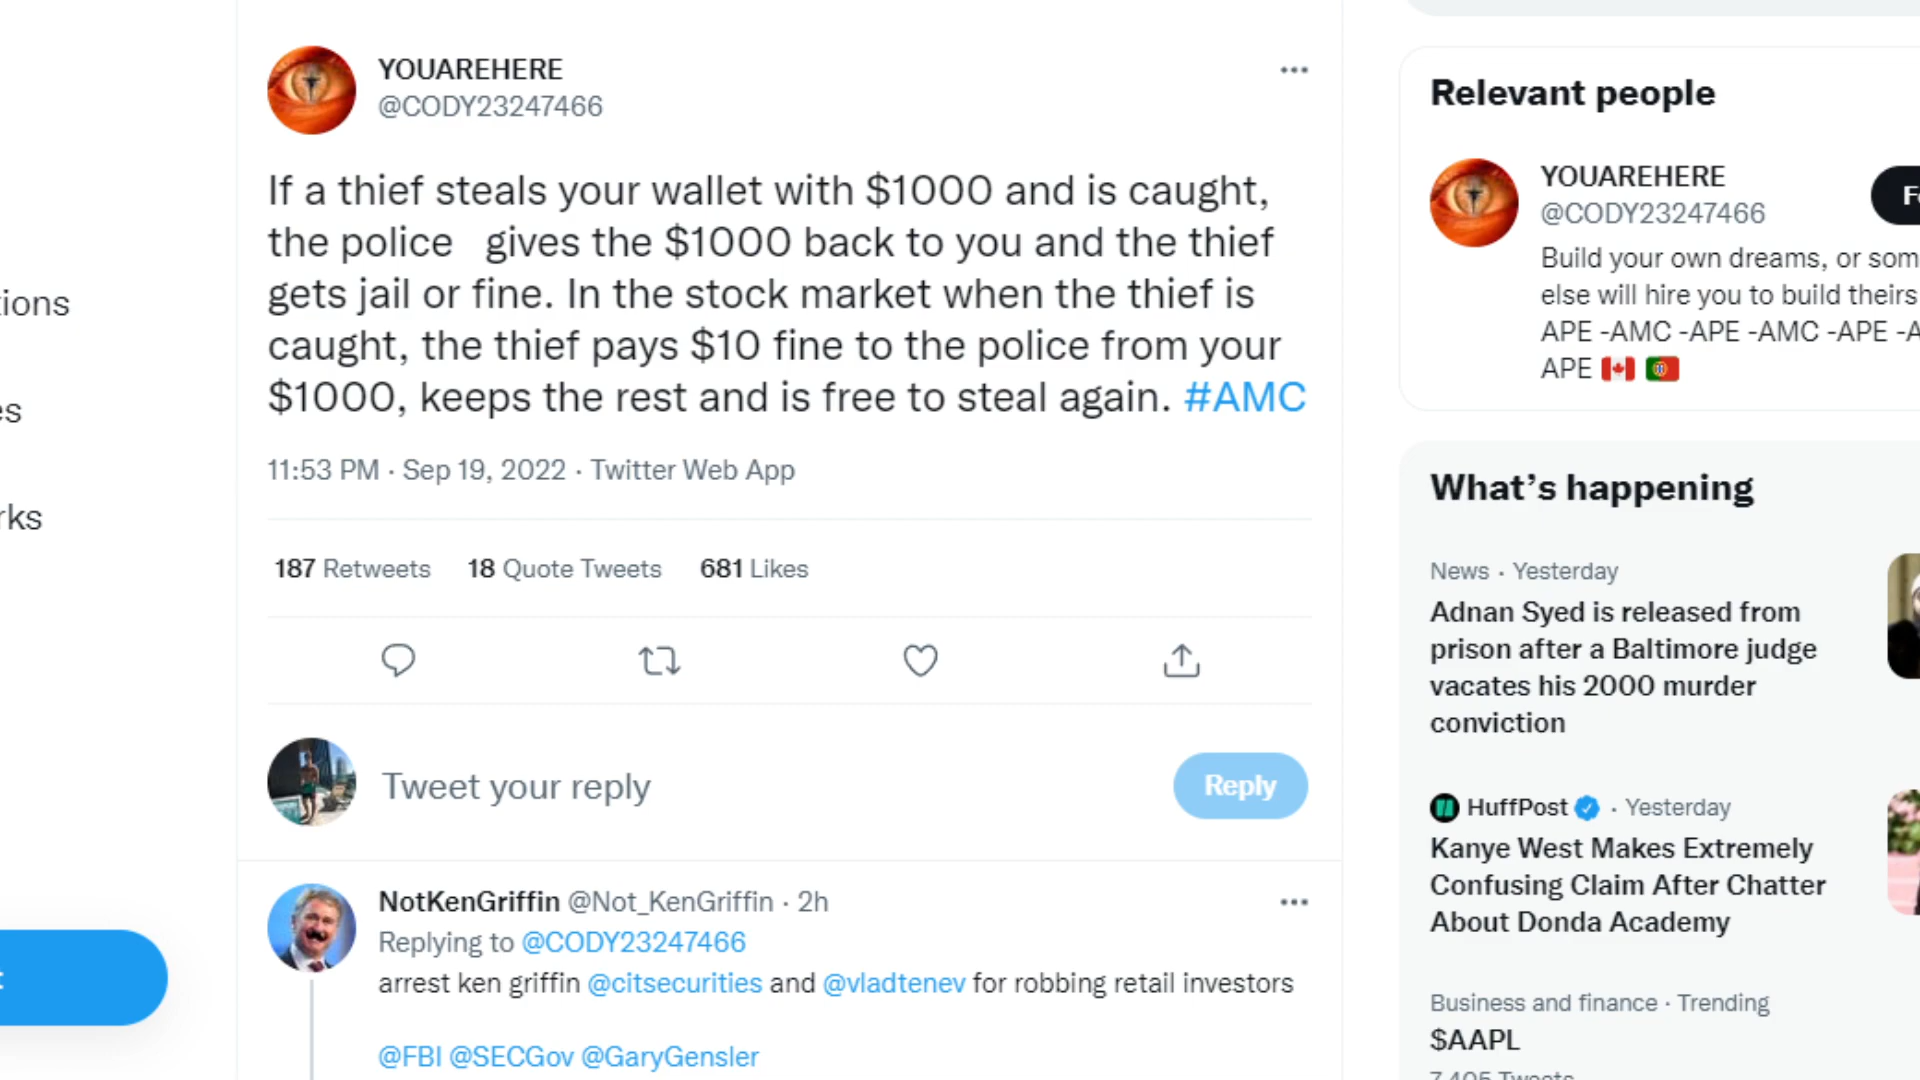 YOUAREHERE
@CODY23247466
If a thief steals your wallet with $1000 and is caught,
the police gives the $1000 back to you and the thief
gets jail or fine. In the stock market when the thief is
caught, the thief pays $10 fine to the police from your
$1000, keeps the rest and is free to steal again. #AMC
11:53 PM · Sep 19, 2022 · Twitter Web App
187 Retweets 18 Quote Tweets 681 Likes
Tweet your reply
Reply
NotKenGriffin @Not_KenGriffin · 2h
Replying to @CODY23247466
arrest ken griffin @citsecurities and @vladtenev for robbing retail investors
@FBI @SECGov @GaryGensler
tions
es
rks
Relevant people
YOUAREHERE
@CODY23247466
Fo
Build your own dreams, or som
else will hire you to build theirs
APE -AMC -APE -AMC -APE -A
APE
What's happening
News · Yesterday
Adnan Syed is released from
prison after a Baltimore judge
vacates his 2000 murder
conviction
HuffPost · Yesterday
Kanye West Makes Extremely
Confusing Claim After Chatter
About Donda Academy
Business and finance · Trending
$AAPL
7,405 Tweets